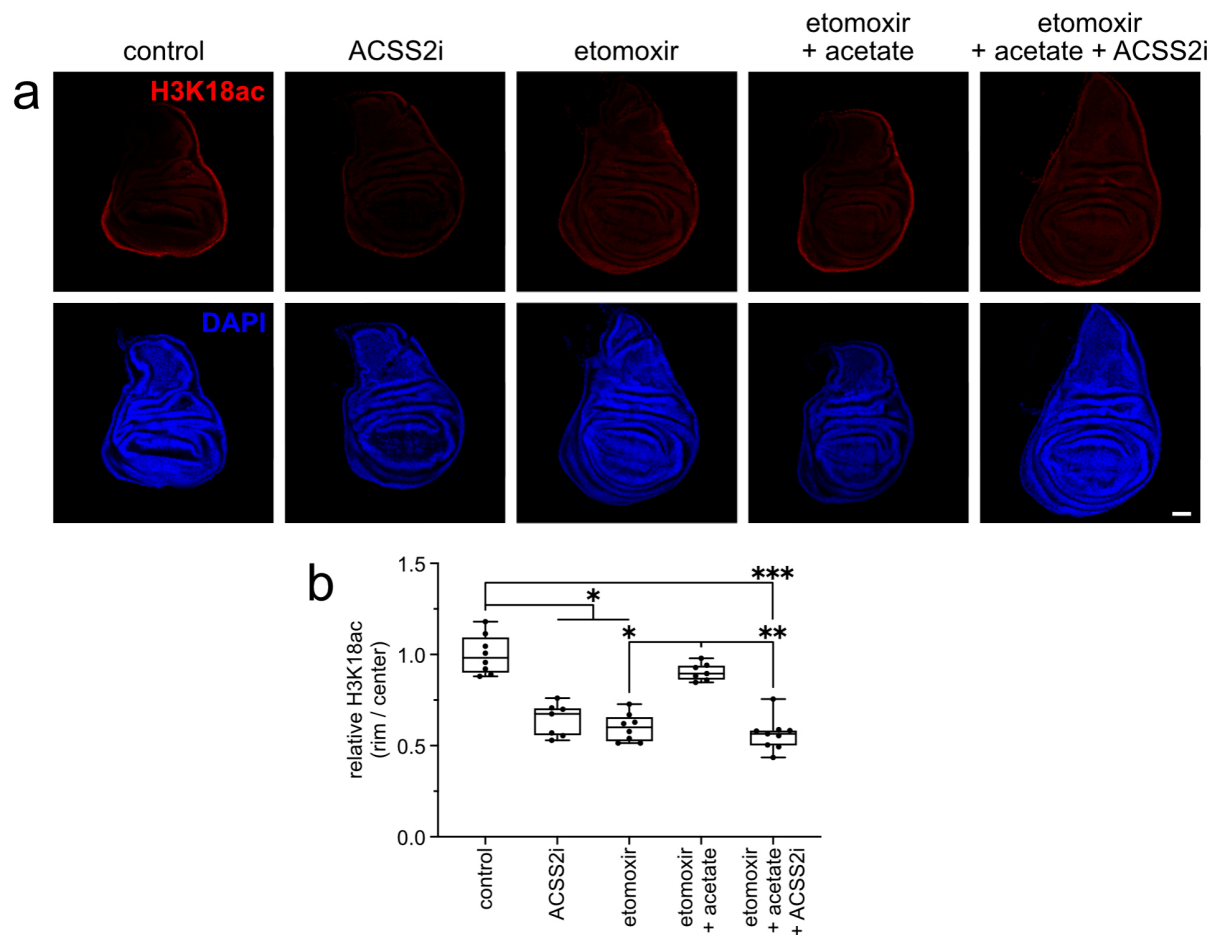 control
ACSS2i
etomoxir
etomoxir
+ acetate
etomoxir
+ acetate + ACSS2i
a
H3K18ac
DAPI
b
relative H3K18ac
(rim / center)
1.5
1.0
0.5
0.0
***
*
*
**
control
ACSS2i
etomoxir
etomoxir
+ acetate
etomoxir
+ acetate
+ ACSS2i